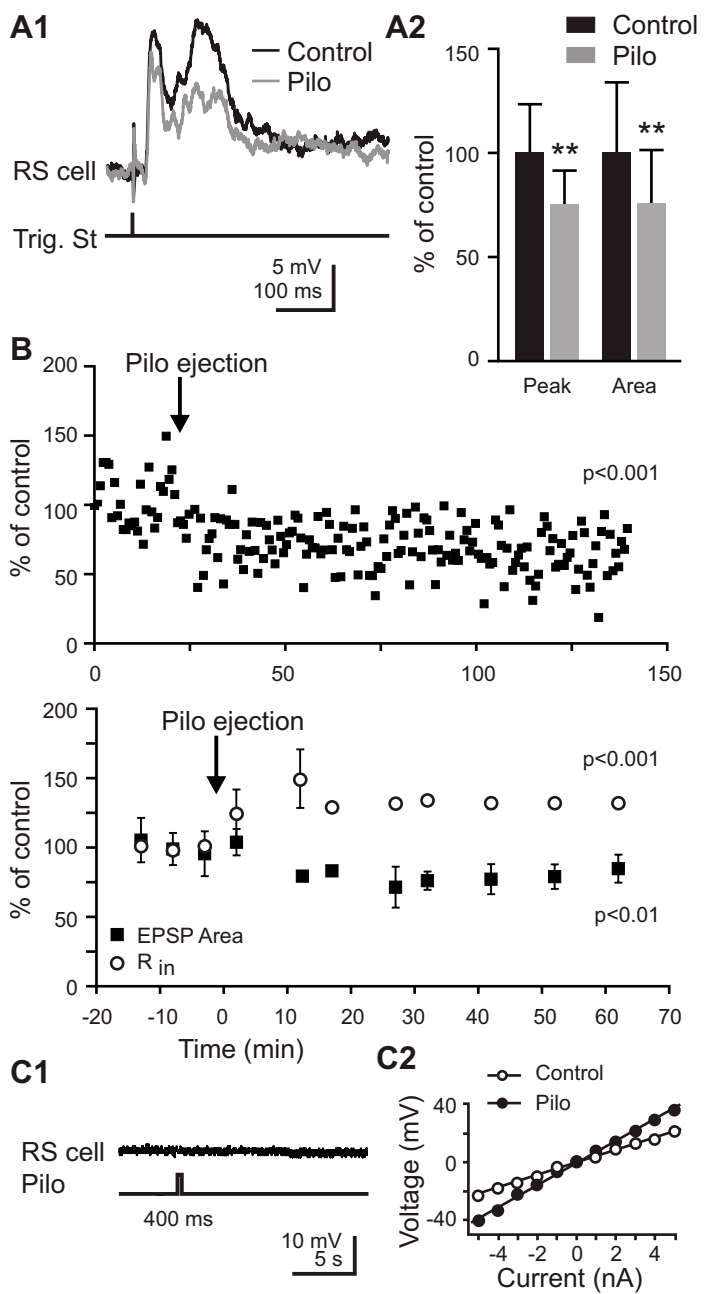 A1
Control
Pilo
RS cell
Trig. St
5 mV
100 ms
A2
Control
Pilo
% of control
150
100
50
0
**
**
Peak
Area
B
Pilo ejection
% of control
200
150
100
50
0
p<0.001
0
50
100
150
Pilo ejection
% of control
200
150
100
50
0
p<0.001
p<0.01
EPSP Area
R in
-20
-10
0
10
20
30
40
50
60
70
Time (min)
C1
RS cell
Pilo
400 ms
10 mV
5 s
C2
Control
Pilo
Voltage (mV)
40
0
-40
-4
-2
0
2
4
Current (nA)